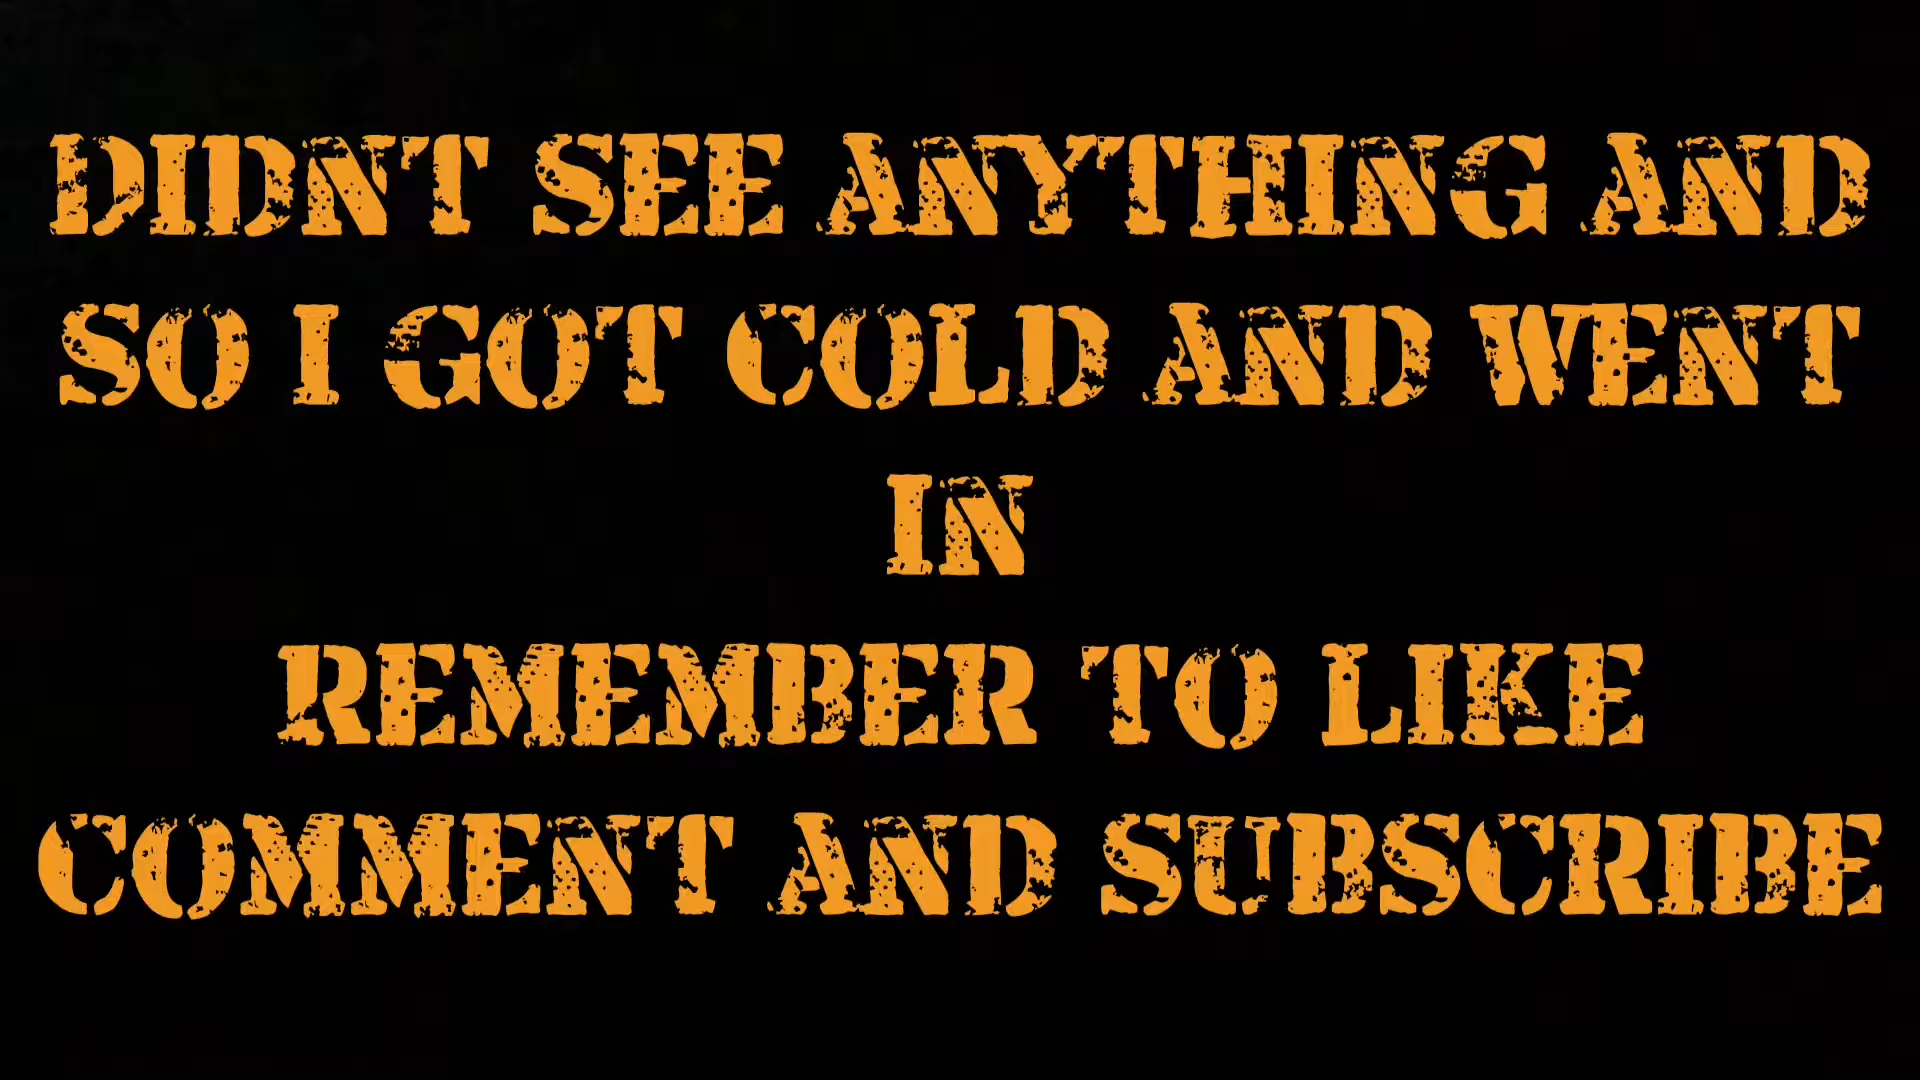 DIDNT SEE ANYTHING AND
SO I GOT COLD AND WENT
IN
REMEMBER TO LIKE
COMMENT AND SUBSCRIBE